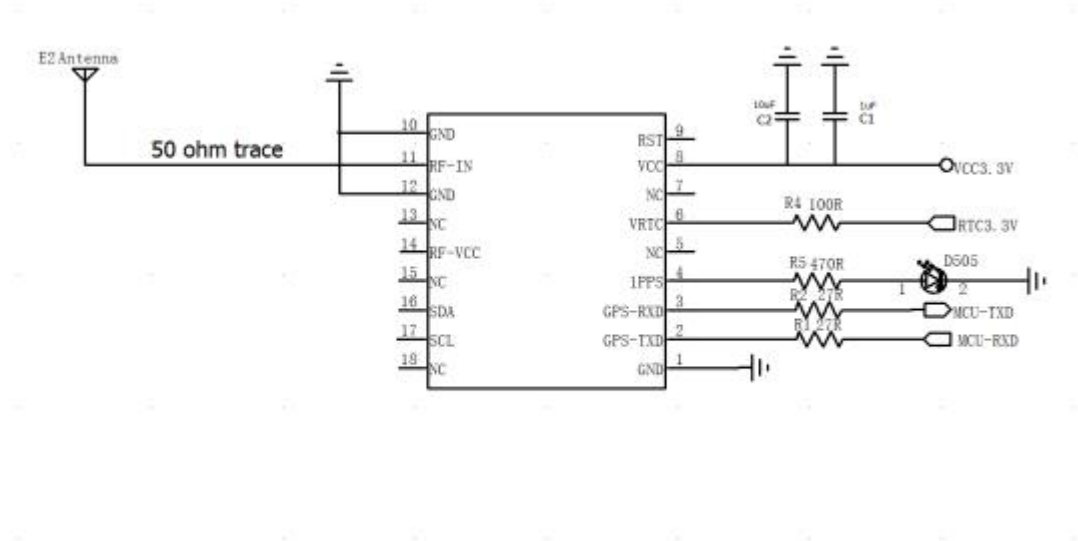 E2 Antenna
50 ohm trace
10 GND
11 RF-IN
12 GND
13 NC
14 RF-VCC
15 NC
16 SDA
17 SCL
18 NC
RST 9
VCC 8
NC 7
VRTC 6
NC 5
1PPS 4
GPS-RXD 3
GPS-TXD 2
GND 1
10uF
C2
1uF
C1
VCC3.3V
R4 100R
RTC3.3V
R5 470R
D505
1 2
R2 27R
MCU-TXD
R1 27R
MCU-RXD